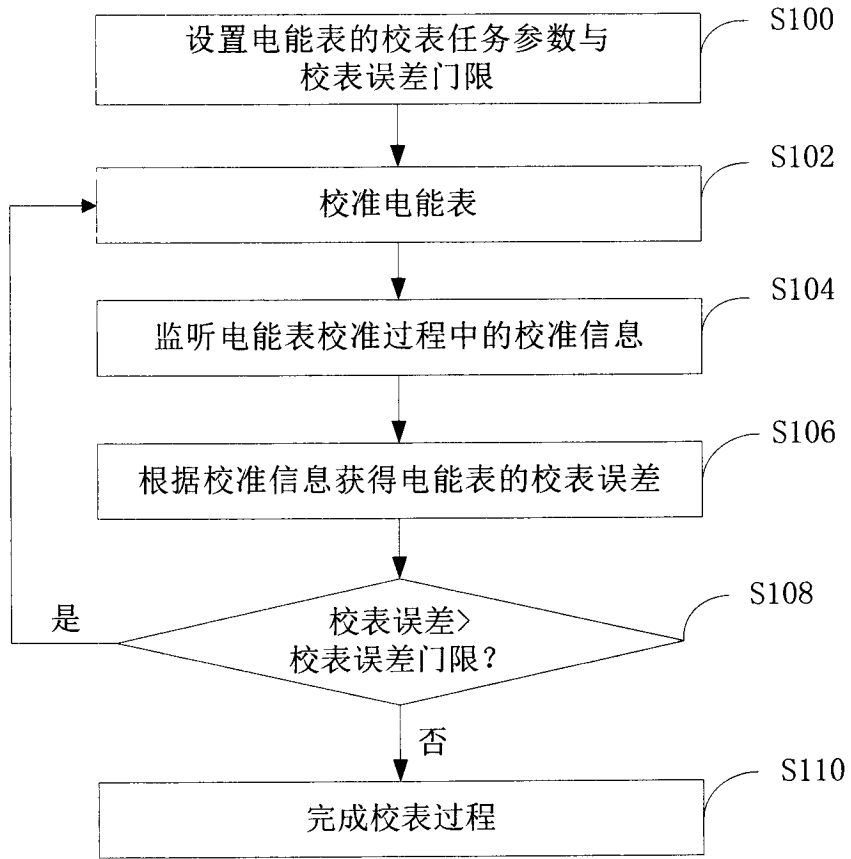 设置电能表的校表任务参数与
校表误差门限
S100
校准电能表
S102
监听电能表校准过程中的校准信息
S104
根据校准信息获得电能表的校表误差
S106
校表误差>
校表误差门限?
S108
是
否
完成校表过程
S110